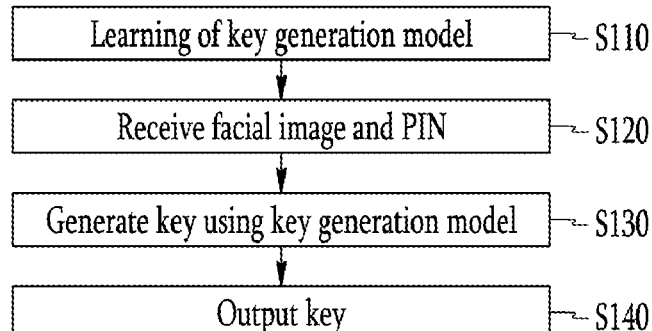 Learning of key generation model S110
Receive facial image and PIN S120
Generate key using key generation model S130
Output key S140